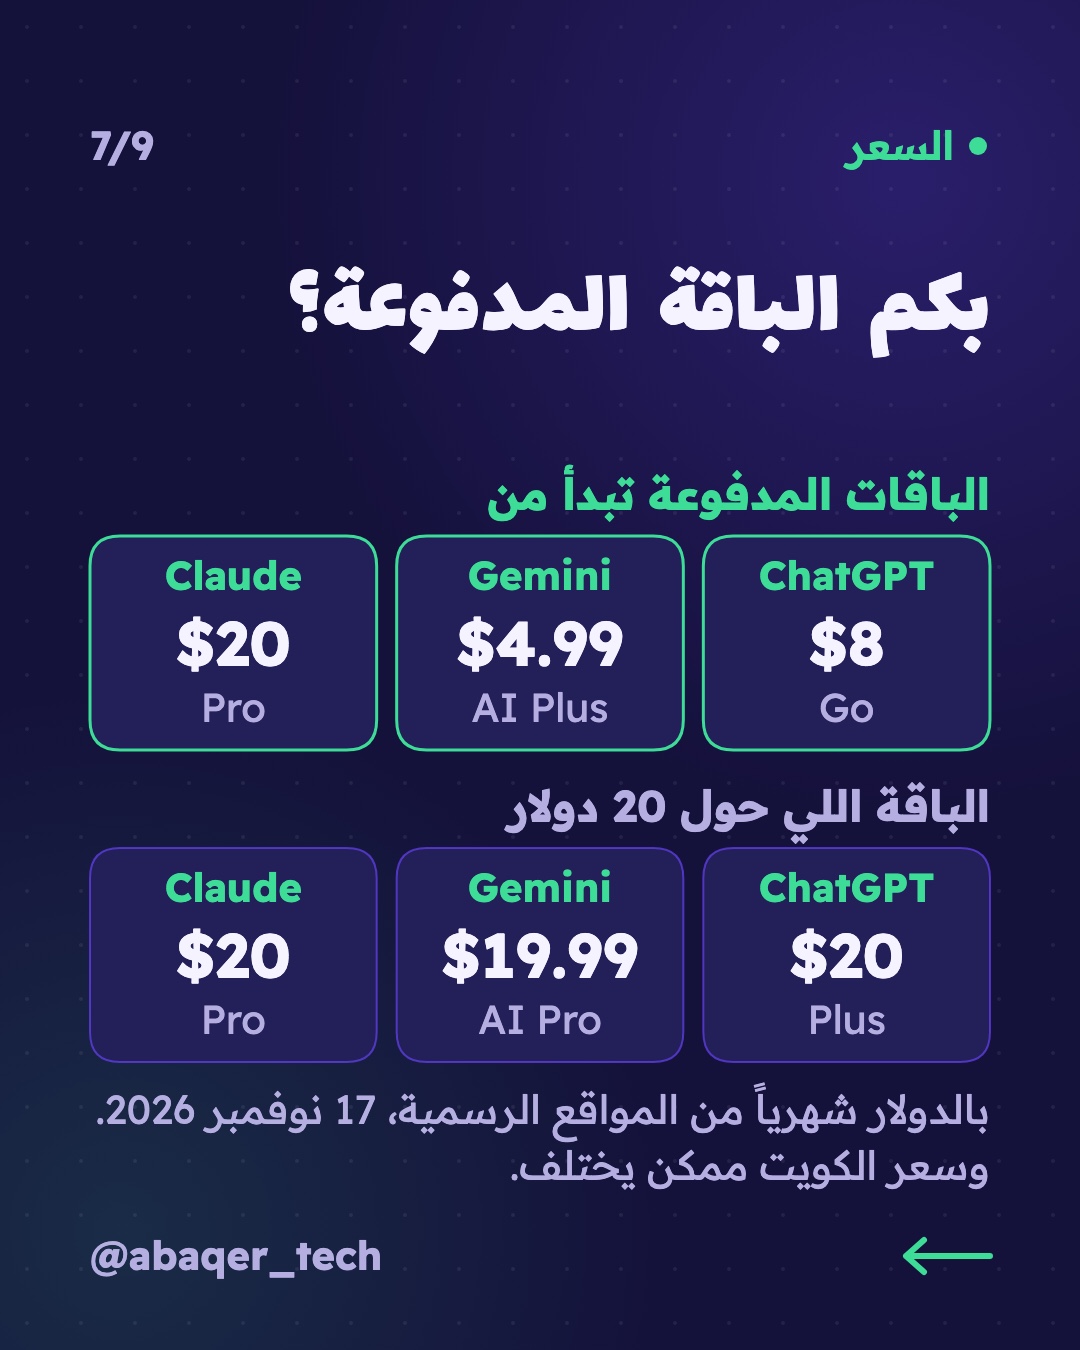 السعر
7/9
بكم الباقة المدفوعة؟
الباقات المدفوعة تبدأ من
ChatGPT
$8
Go
Gemini
$4.99
AI Plus
Claude
$20
Pro
الباقة اللي حول 20 دولار
ChatGPT
$20
Plus
Gemini
$19.99
AI Pro
Claude
$20
Pro
بالدولار شهرياً من المواقع الرسمية، 17 نوفمبر 2026.
وسعر الكويت ممكن يختلف.
@abaqer_tech